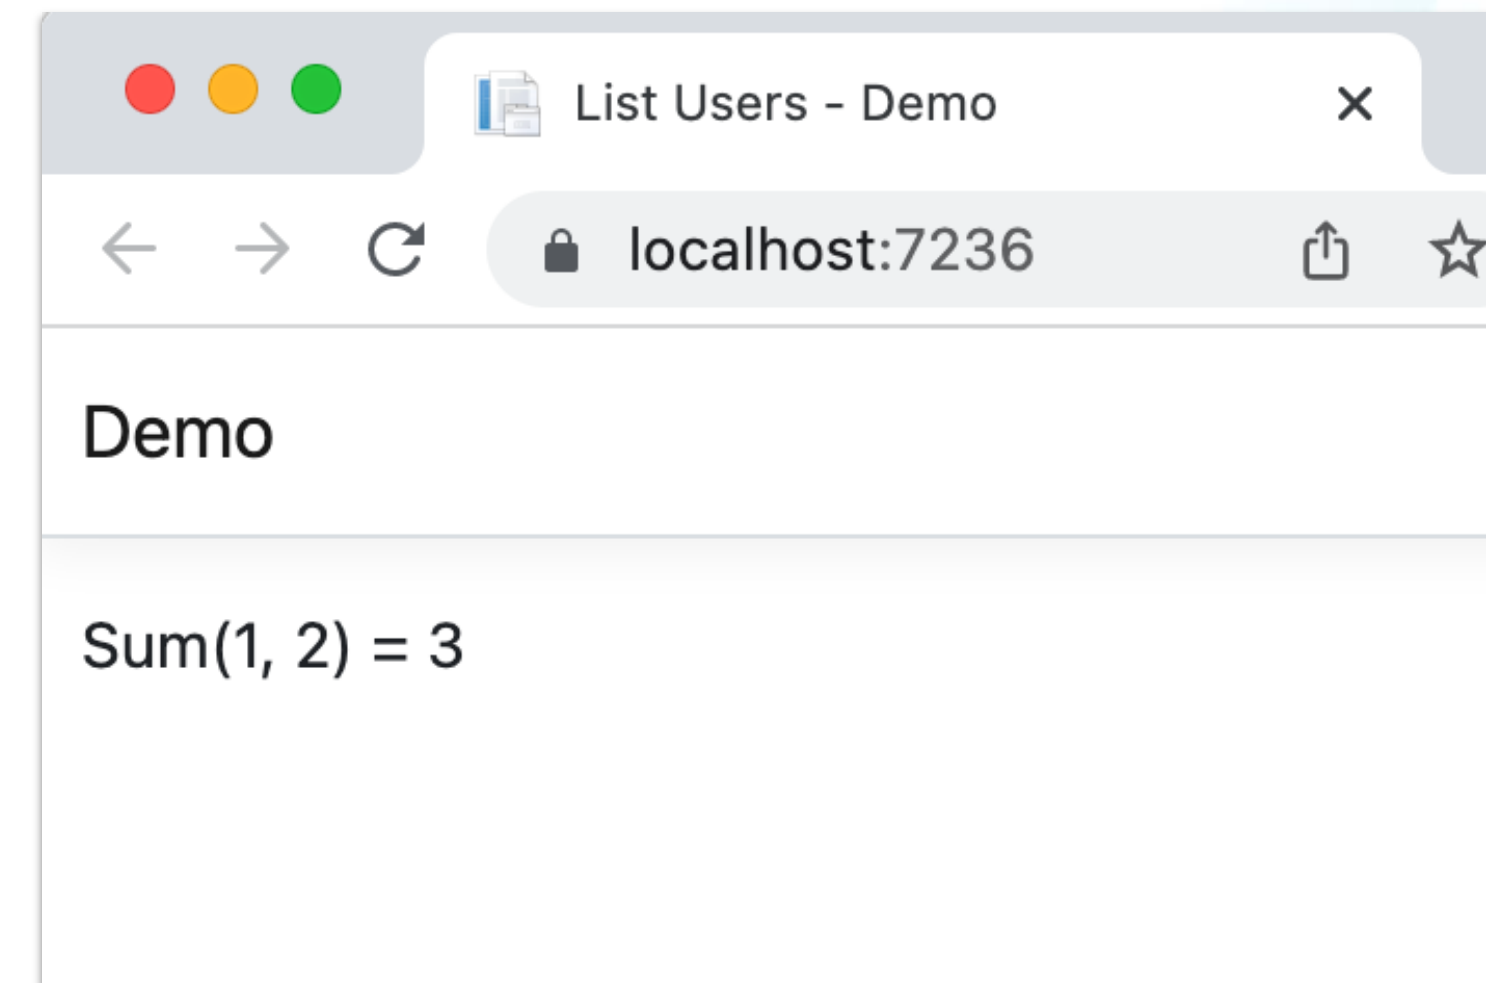 List Users - Demo
localhost:7236
Demo
Sum(1, 2) = 3